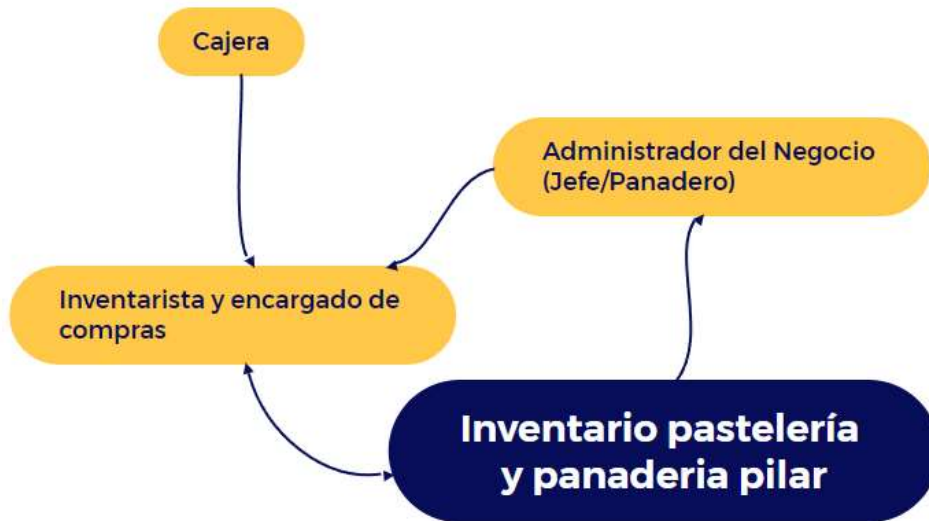 Cajera
Administrador del Negocio
(Jefe/Panadero)
Inventarista y encargado de
compras
Inventario pastelería
y panaderia pilar